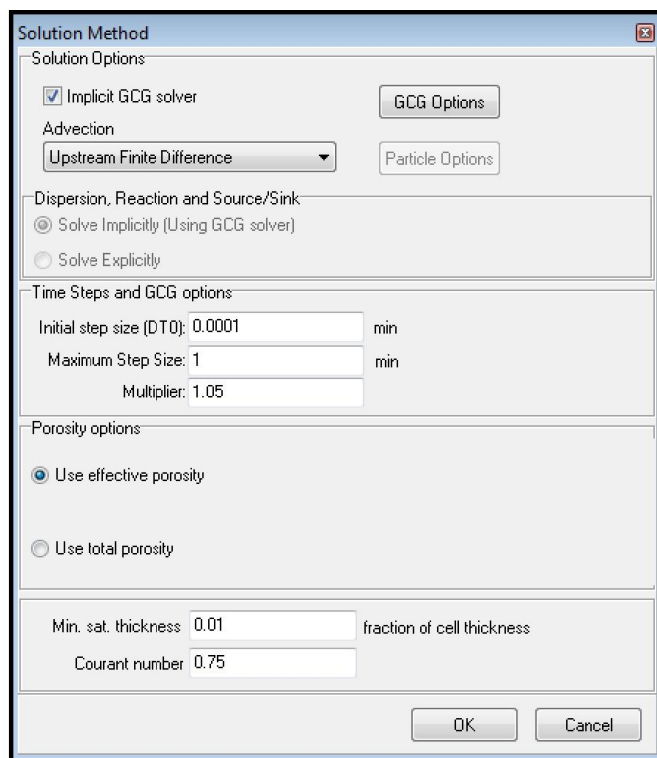 Solution Method
Solution Options
Implicit GCG solver
GCG Options
Advection
Upstream Finite Difference
Particle Options
Dispersion, Reaction and Source/Sink
Solve Implicitly (Using GCG solver)
Solve Explicitly
Time Steps and GCG options
Initial step size (DT0): 0.0001 min
Maximum Step Size: 1 min
Multiplier: 1.05
Porosity options
Use effective porosity
Use total porosity
Min. sat. thickness 0.01 fraction of cell thickness
Courant number 0.75
OK Cancel